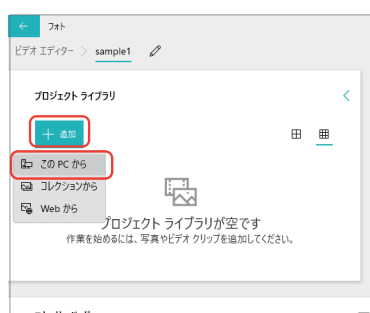 フォト
ビデオ エディター > sample1
プロジェクト ライブラリ
+ 追加
この PC から
コレクションから
Web から
プロジェクト ライブラリが空です
作業を始めるには、写真やビデオ クリップを追加してください。